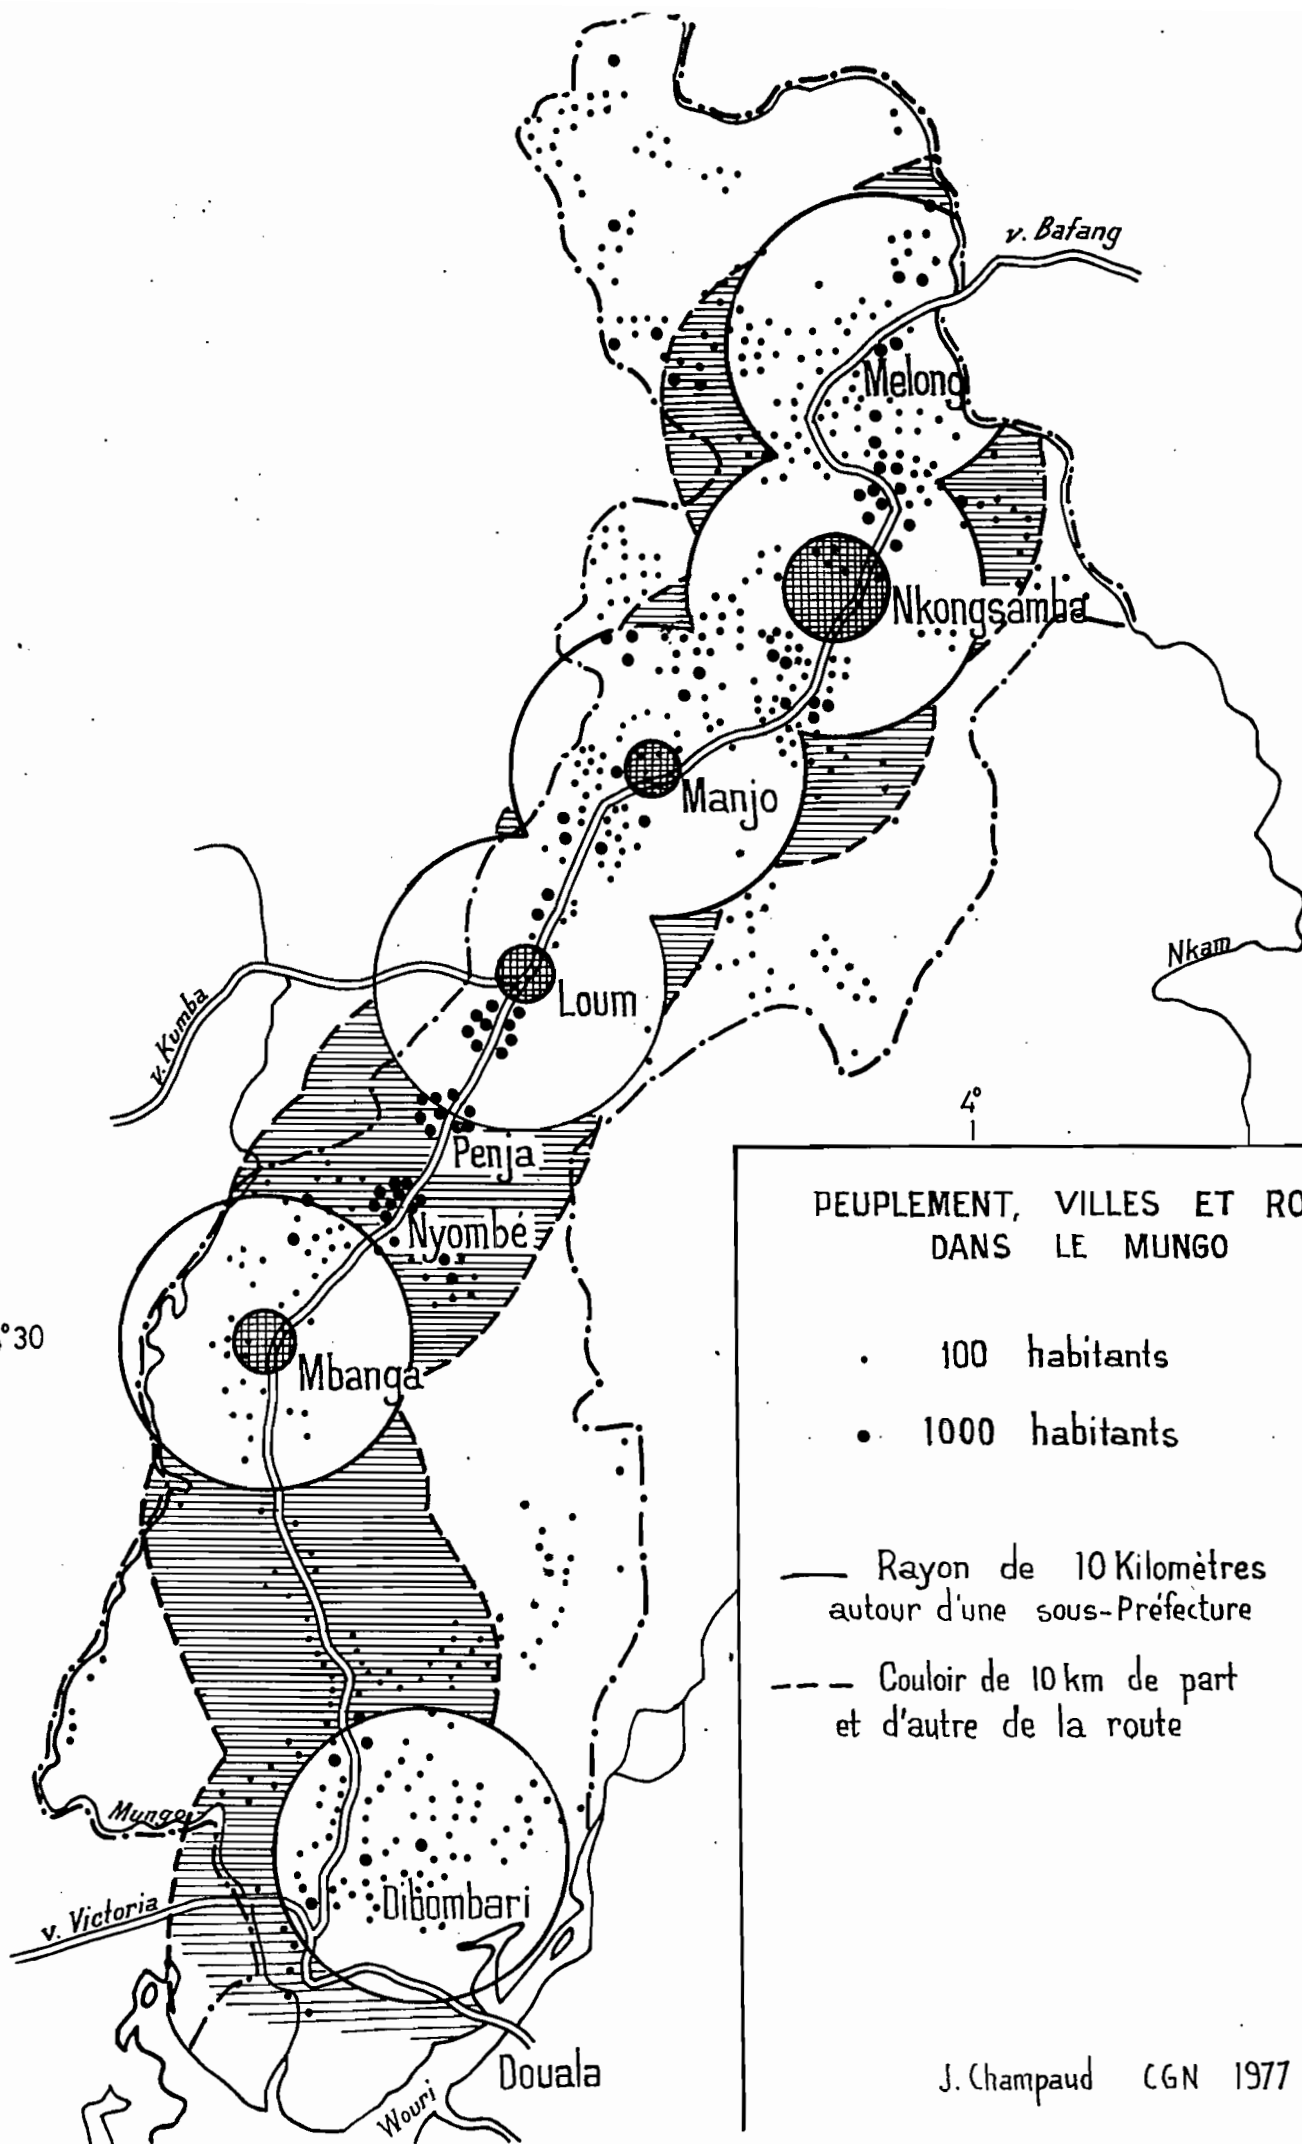 v. Bafang
Melong
Nkongsamba
Manjo
Nkam
Loum
v. Kumba
4°
Penja
Nyombé
°30
Mbanga
Mungo
v. Victoria
Dibombari
Douala
Wouri
PEUPLEMENT, VILLES ET RO
DANS LE MUNGO
100 habitants
1000 habitants
Rayon de 10 Kilomètres
autour d'une sous-Préfecture
Couloir de 10 km de part
et d'autre de la route
J. Champaud CGN 1977